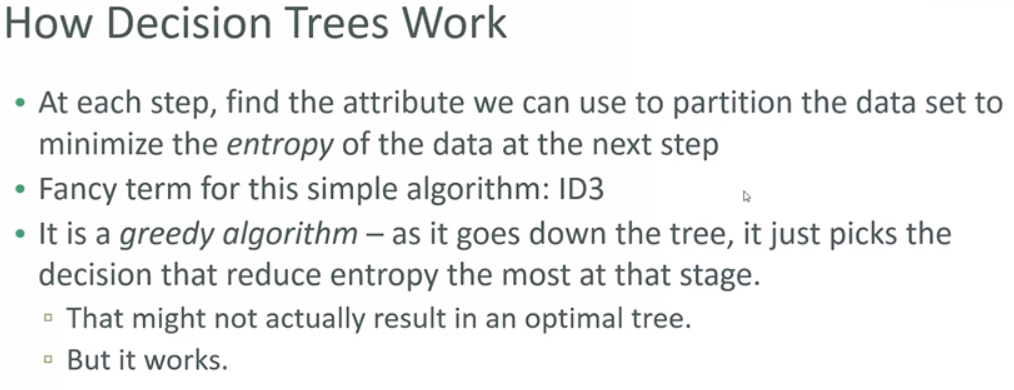 How Decision Trees Work
• At each step, find the attribute we can use to partition the data set to
minimize the entropy of the data at the next step
• Fancy term for this simple algorithm: ID3
• It is a greedy algorithm – as it goes down the tree, it just picks the
decision that reduce entropy the most at that stage.
▫ That might not actually result in an optimal tree.
▫ But it works.